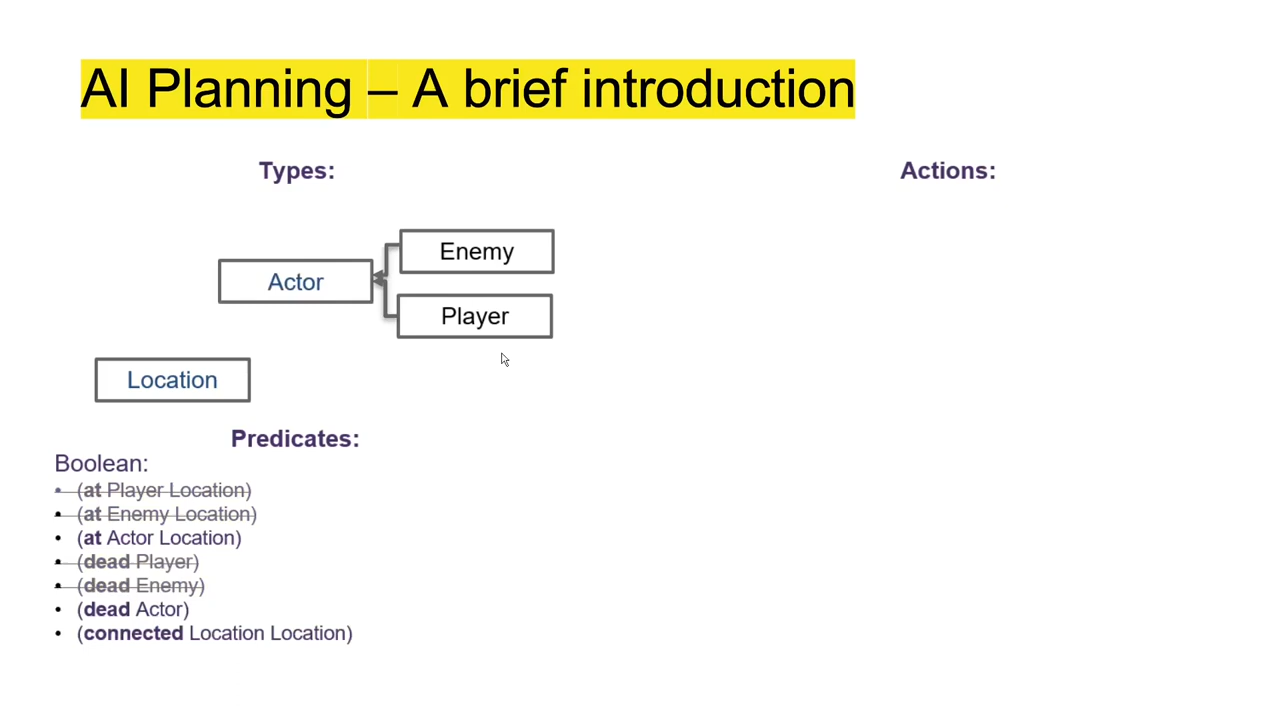 AI Planning – A brief introduction
Types:
Actions:
Enemy
Actor
Player
Location
Predicates:
Boolean:
• (at Player Location)
• (at Enemy Location)
• (at Actor Location)
• (dead Player)
• (dead Enemy)
• (dead Actor)
• (connected Location Location)